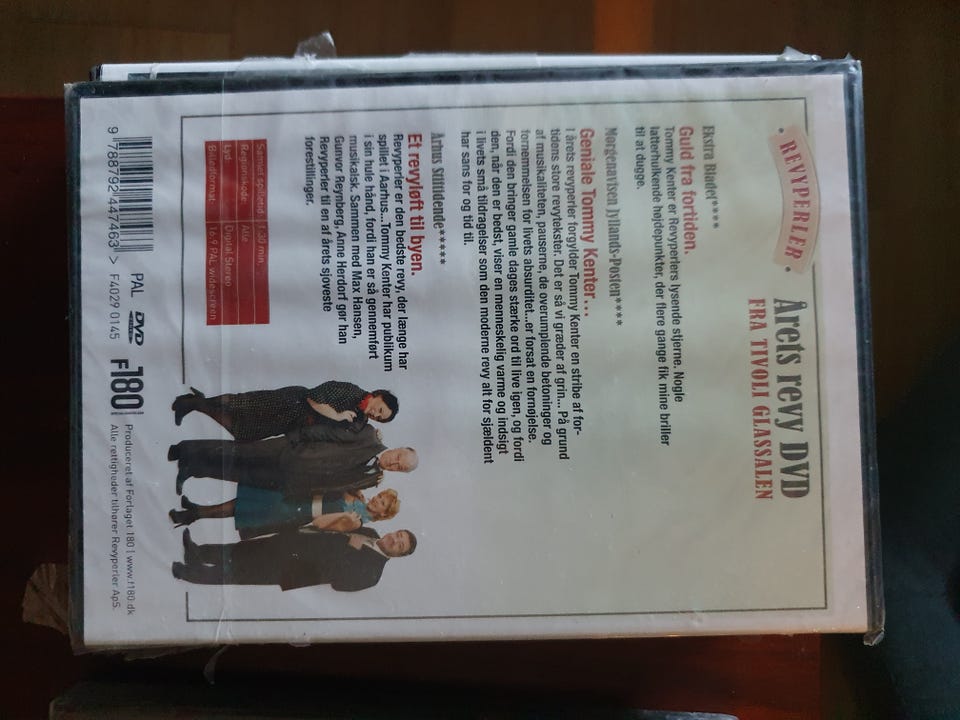 REVYPERLER
Årets revy DVD
FRA TIVOLI GLASSALEN
Ekstra Bladet****
Guld fra fortiden.
Tommy Kenter er Revyperlers lysende stjerne. Nogle
latterhulkende højdepunkter, der flere gange fik mine briller
til at dugge.
Morgenavisen Jyllands-Posten****
Geniale Tommy Kenter...
I årets revyperler forgylder Tommy Kenter en stribe af for-
tidens store revytekster. Det er så vi græder af grin.... På grund
af musikaliteten, pauserne, de overrumplende betoninger og
fornemmelsen for livets absurditet...er forsat en fornøjelse.
Fordi den bringer gamle dages stærke ord til live igen, og fordi
den, når den er bedst, viser en menneskelig varme og indsigt
i livets små tildragelser som den moderne revy alt for sjældent
har sans for og tid til.
Århus Stiftidende*****
Et revyløft til byen.
Revyperler er den bedste revy, der længe har
spillet i Aarhus...Tommy Kenter har publikum
i sin hule hånd, fordi han er så gennemført
musikalsk. Sammen med Max Hansen,
Gunvor Reynberg, Anne Herdorf gør han
Revyperler til en af årets sjoveste
forestillinger.
Samlet spilletid: 1.30 min
Regionskode: Alle
Lyd: Digital Stereo
Billedformat: 16:9 PAL widescreen
9 788792 447463 >
PAL
DVD
VIDEO
F180
F4029 0145
Produceret af Forlaget 180 | www.f180.dk
Alle rettigheder tilhører Revyperler ApS.